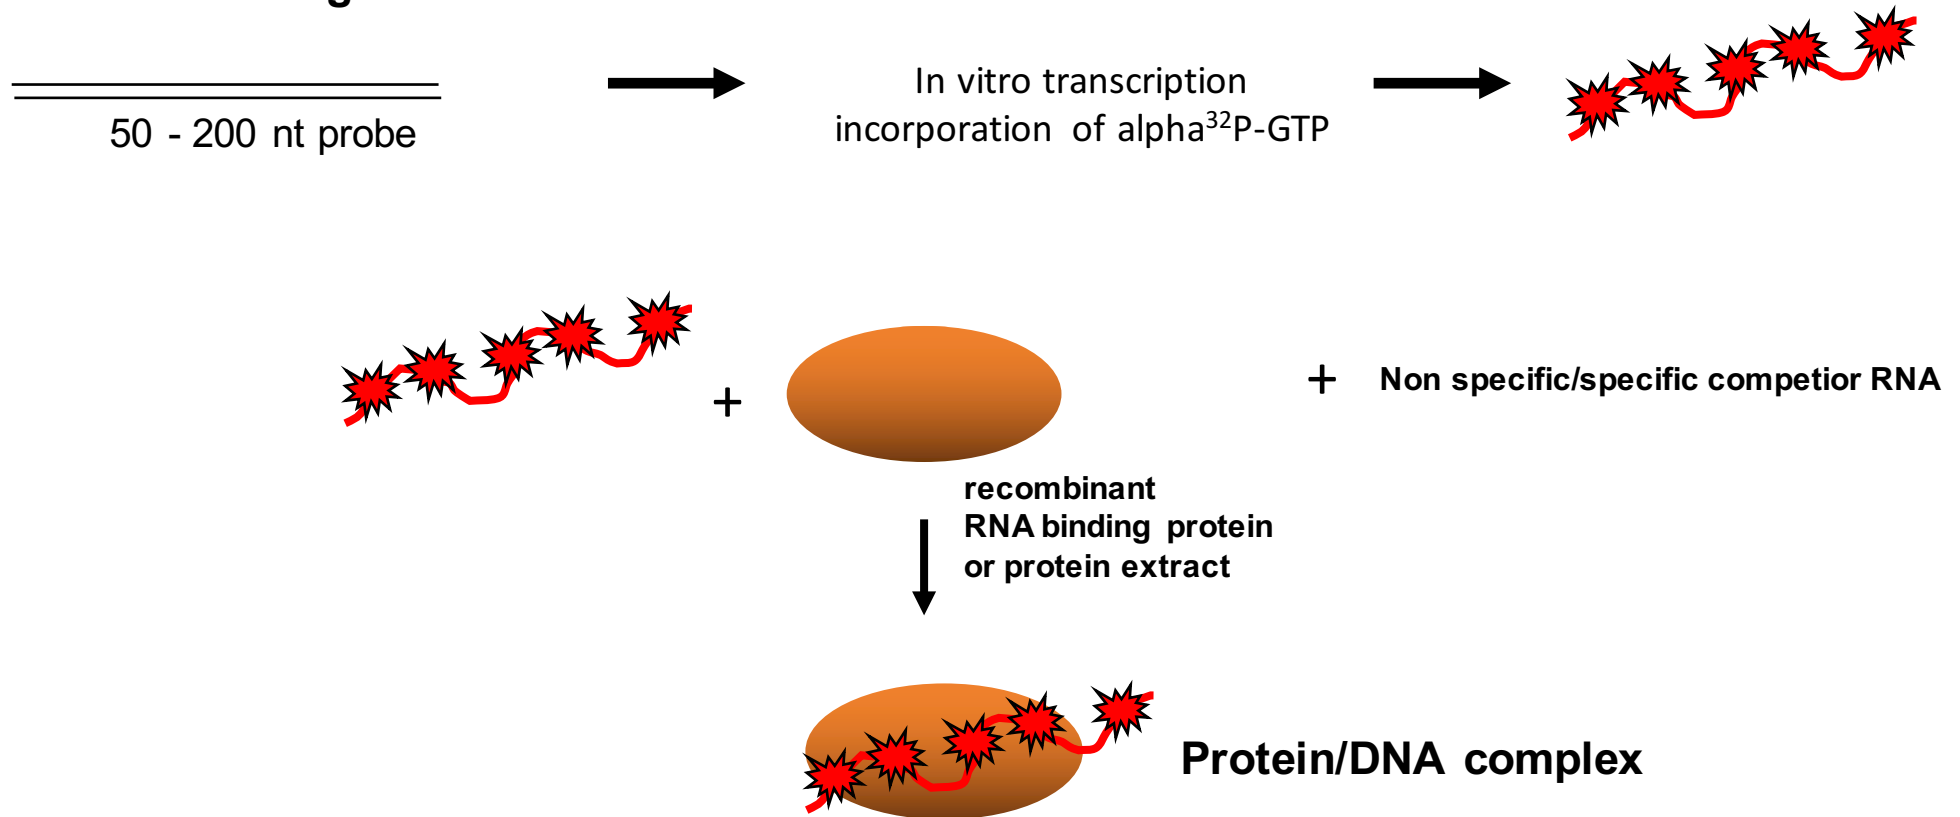 50 - 200 nt probe
In vitro transcription
incorporation of alpha³²P-GTP
+
+ Non specific/specific competior RNA
recombinant
RNA binding protein
or protein extract
Protein/DNA complex